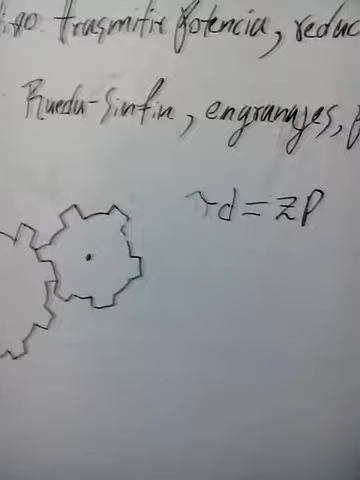 trasmitir potencia, reduc
Rueda-sinfin, engranajes,
πd = ZP